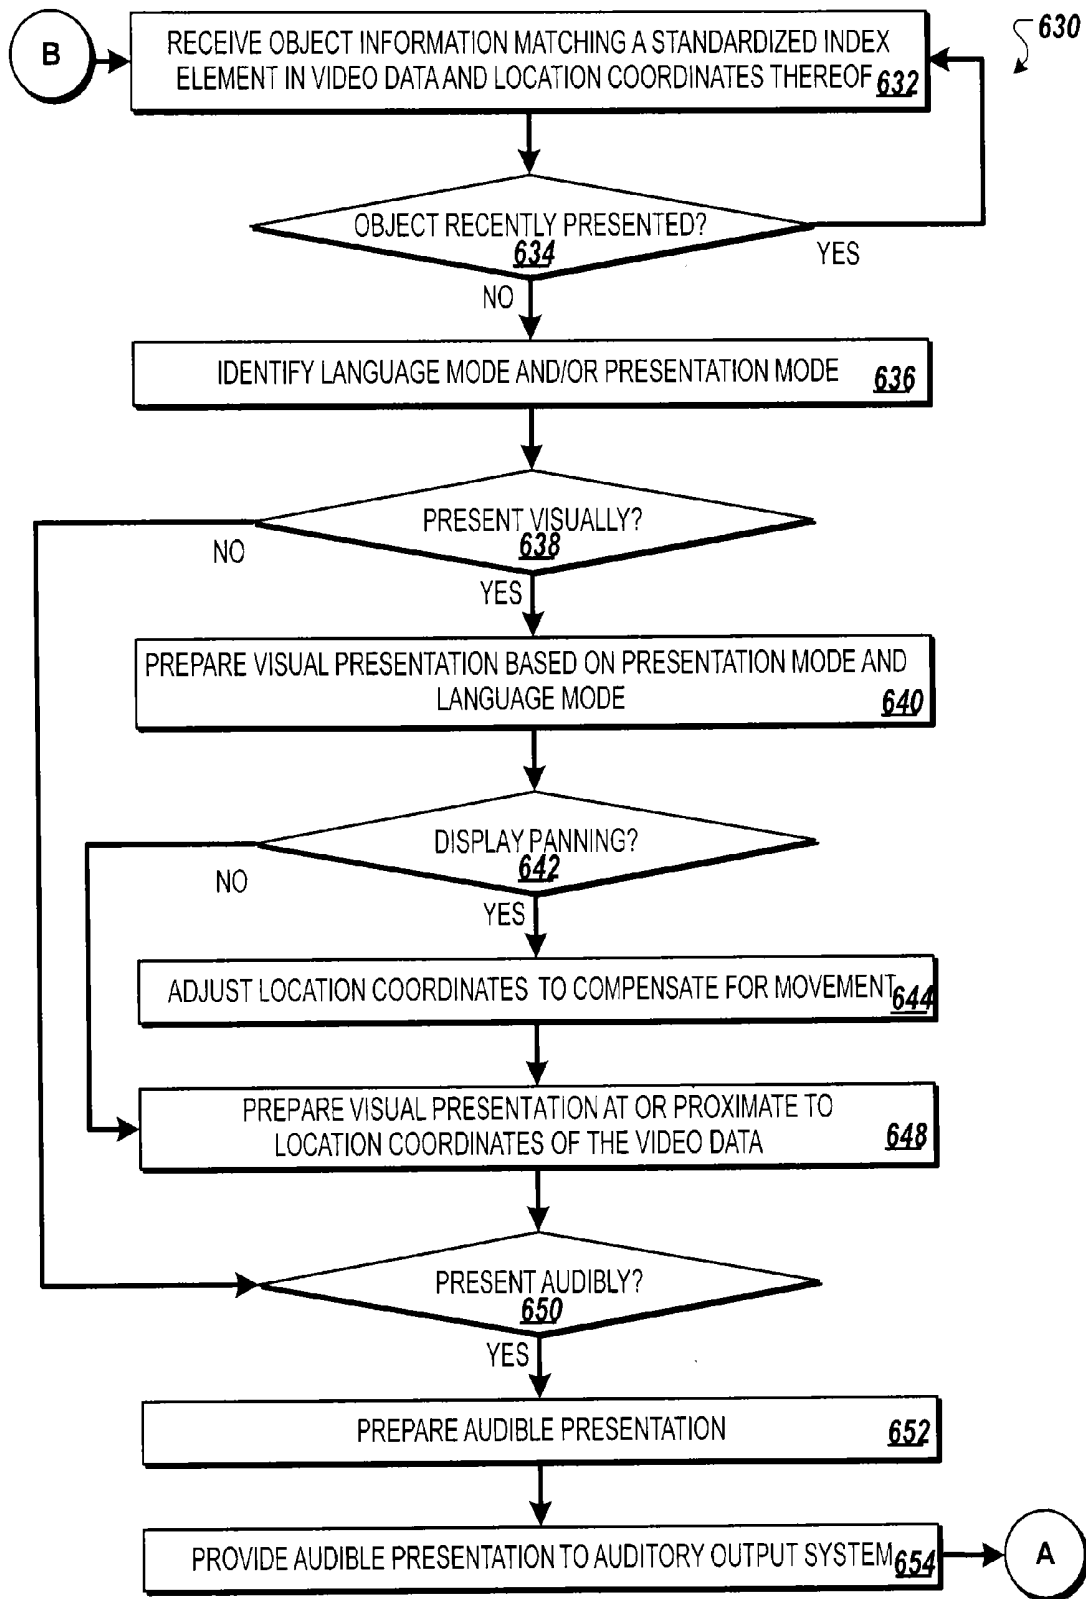 B
RECEIVE OBJECT INFORMATION MATCHING A STANDARDIZED INDEX
ELEMENT IN VIDEO DATA AND LOCATION COORDINATES THEREOF 632
630
OBJECT RECENTLY PRESENTED?
634
YES
NO
IDENTIFY LANGUAGE MODE AND/OR PRESENTATION MODE 636
PRESENT VISUALLY?
638
NO
YES
PREPARE VISUAL PRESENTATION BASED ON PRESENTATION MODE AND
LANGUAGE MODE 640
DISPLAY PANNING?
642
NO
YES
ADJUST LOCATION COORDINATES TO COMPENSATE FOR MOVEMENT 644
PREPARE VISUAL PRESENTATION AT OR PROXIMATE TO
LOCATION COORDINATES OF THE VIDEO DATA 648
PRESENT AUDIBLY?
650
YES
PREPARE AUDIBLE PRESENTATION 652
PROVIDE AUDIBLE PRESENTATION TO AUDITORY OUTPUT SYSTEM 654
A